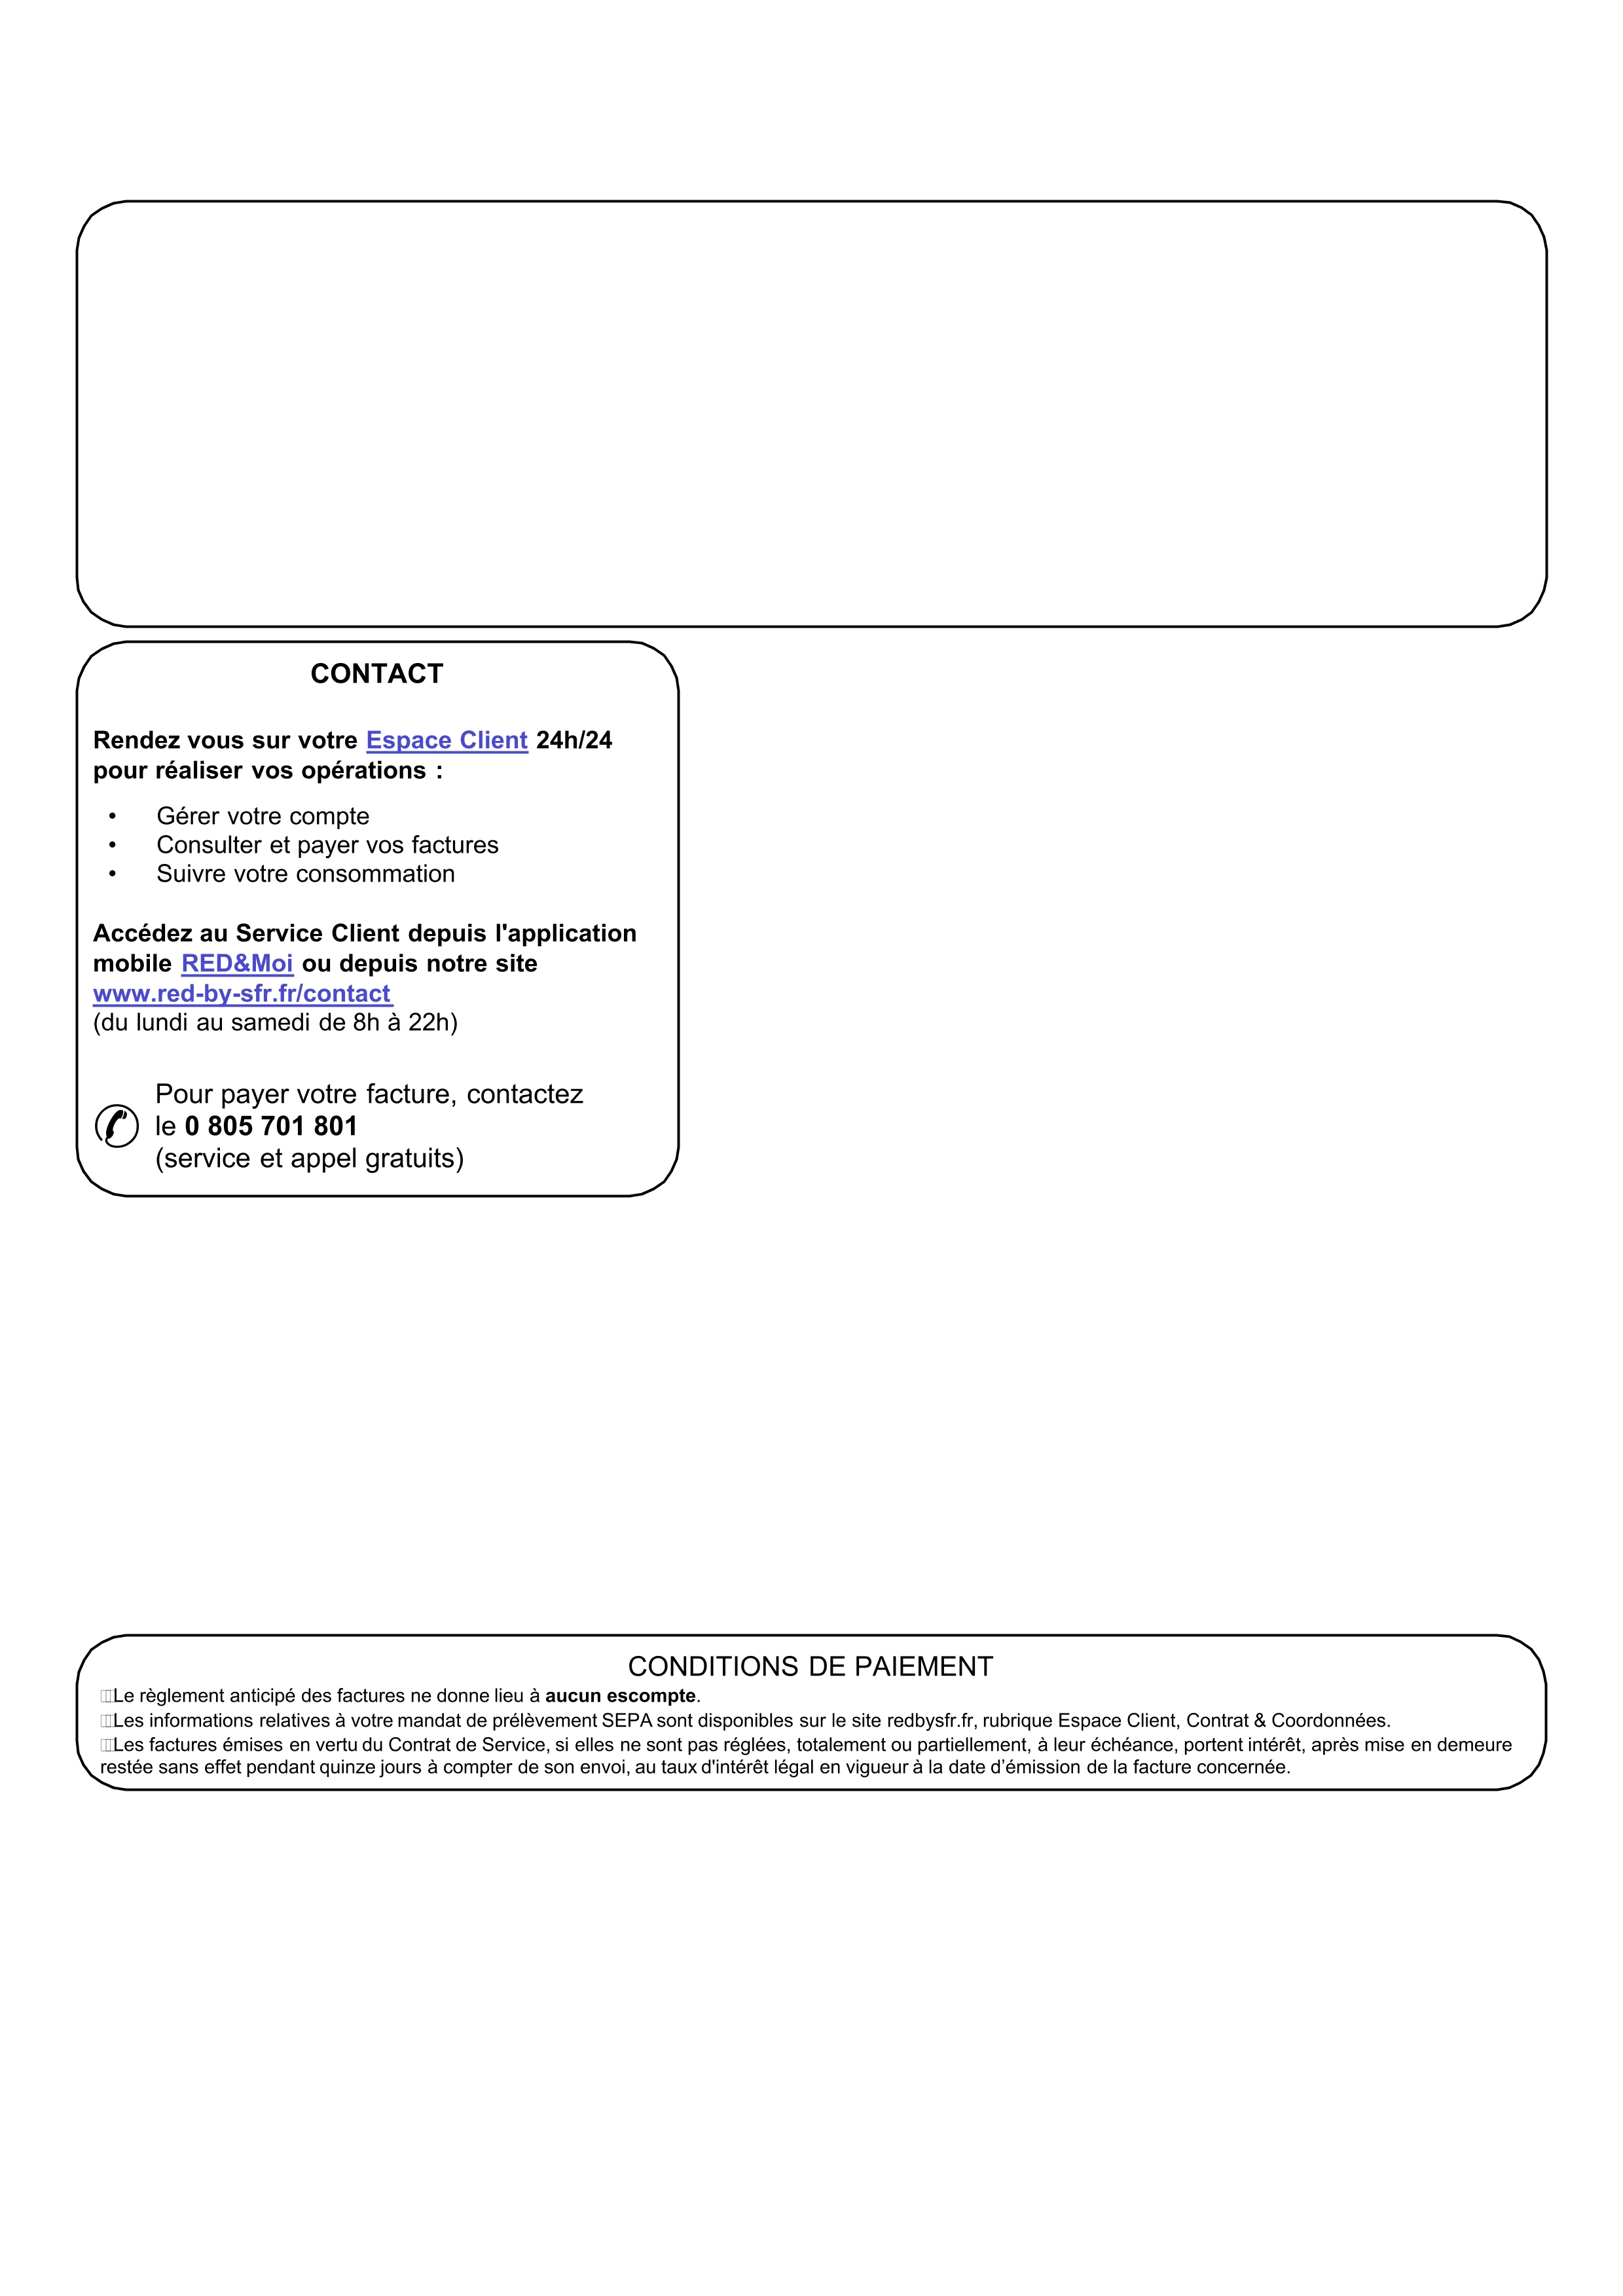 CONTACT
Rendez vous sur votre Espace Client 24h/24
pour réaliser vos opérations :
• Gérer votre compte
• Consulter et payer vos factures
• Suivre votre consommation
Accédez au Service Client depuis l'application
mobile RED&Moi ou depuis notre site
www.red-by-sfr.fr/contact
(du lundi au samedi de 8h à 22h)
Pour payer votre facture, contactez
le 0 805 701 801
(service et appel gratuits)
CONDITIONS DE PAIEMENT
Le règlement anticipé des factures ne donne lieu à aucun escompte.
Les informations relatives à votre mandat de prélèvement SEPA sont disponibles sur le site redbysfr.fr, rubrique Espace Client, Contrat & Coordonnées.
Les factures émises en vertu du Contrat de Service, si elles ne sont pas réglées, totalement ou partiellement, à leur échéance, portent intérêt, après mise en demeure
restée sans effet pendant quinze jours à compter de son envoi, au taux d'intérêt légal en vigueur à la date d’émission de la facture concernée.